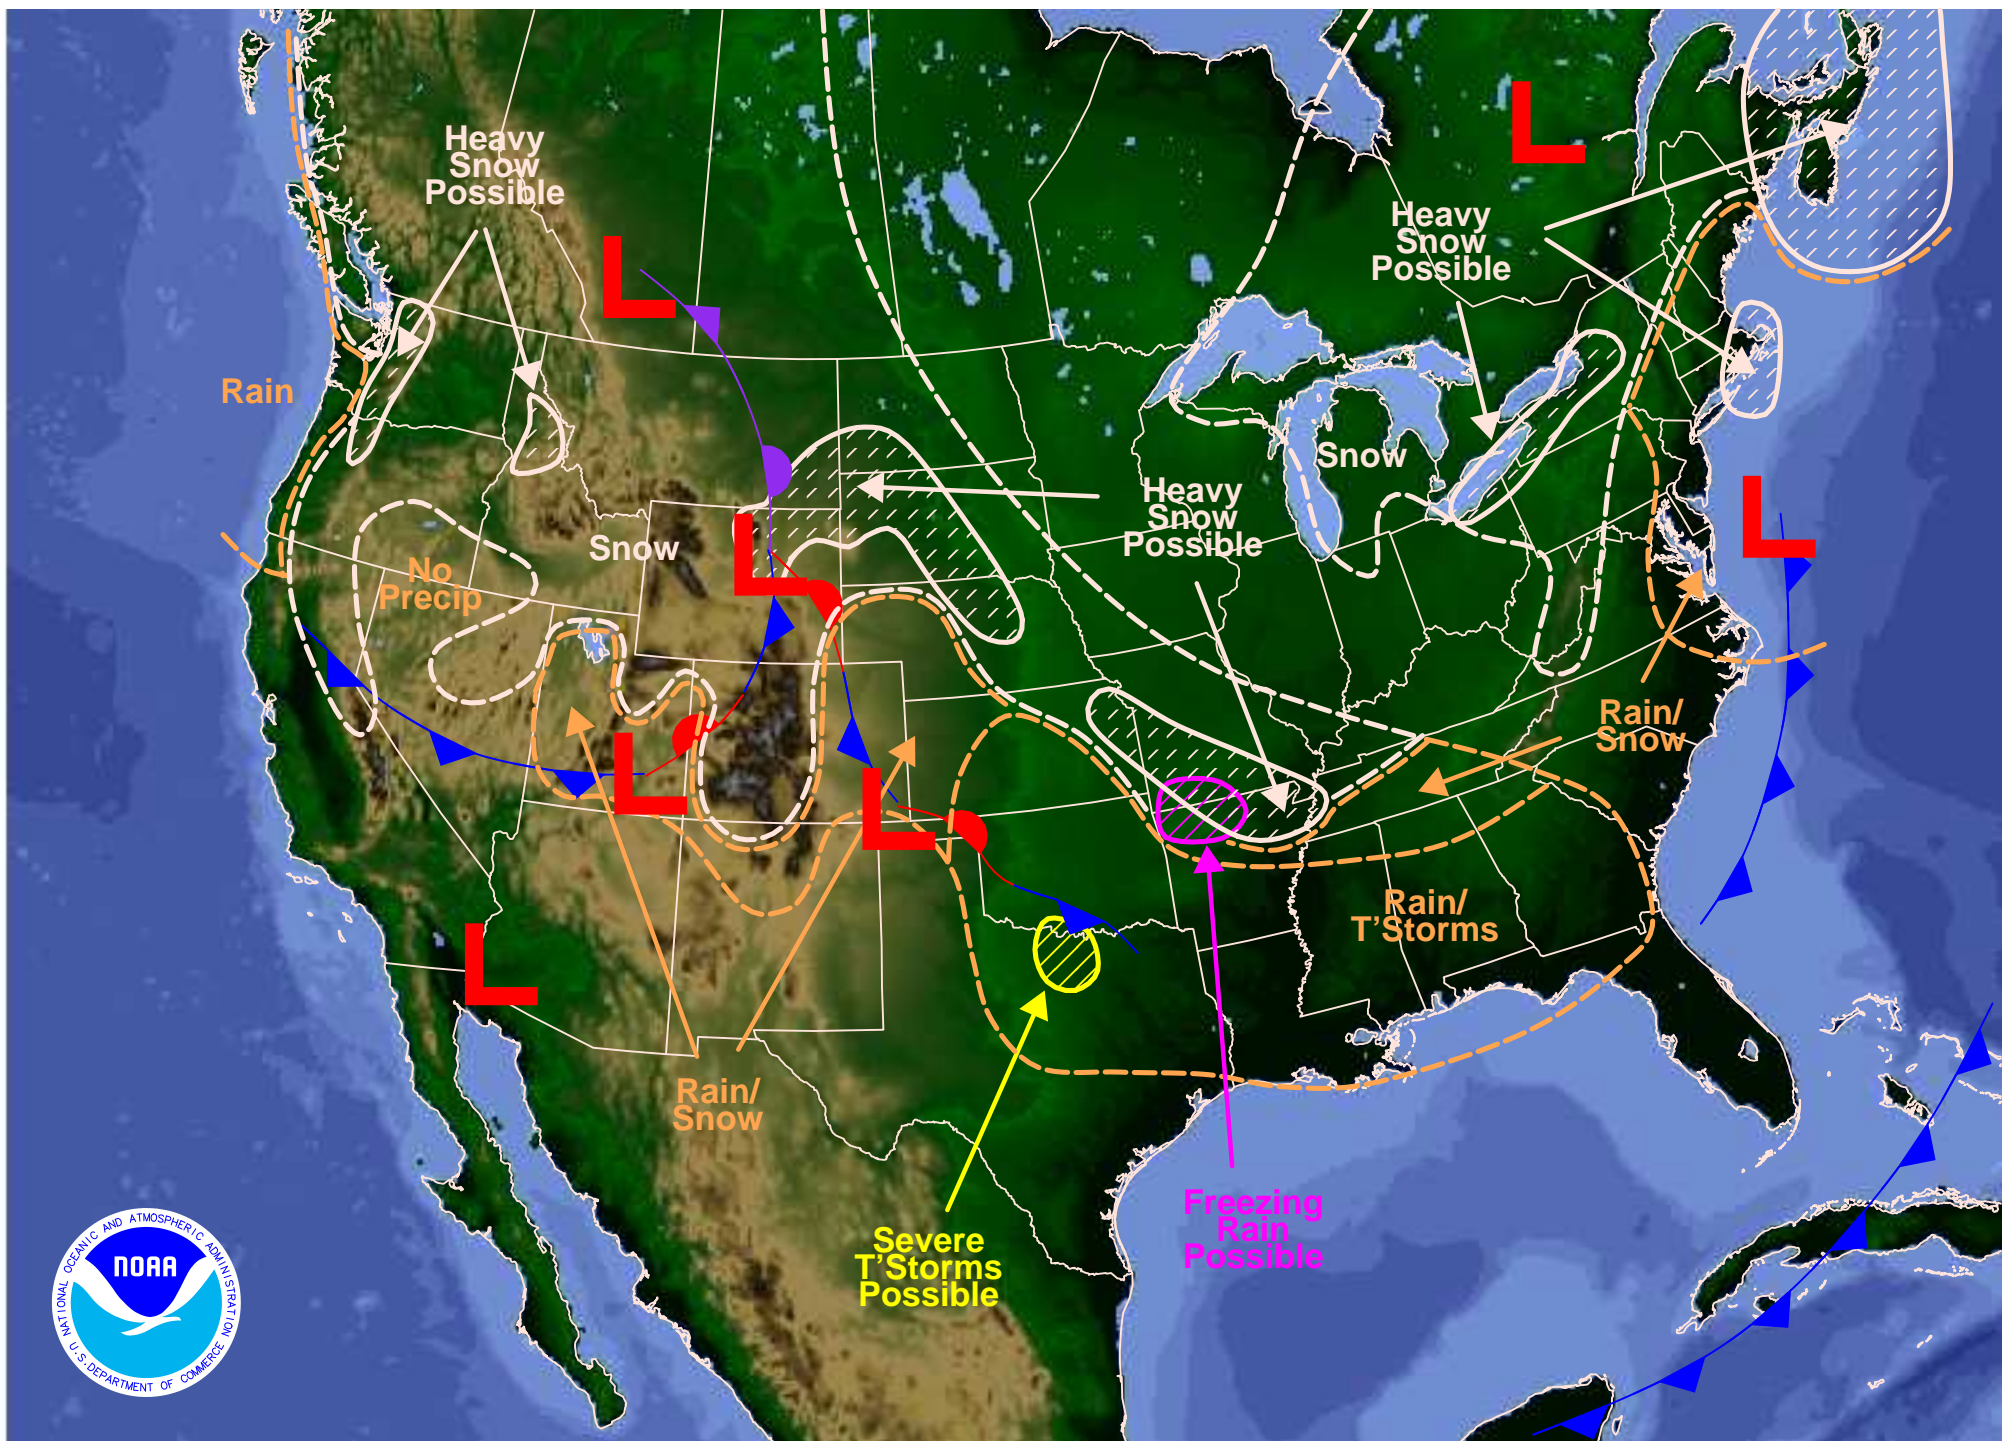 Heavy
Snow
Possible
L
Heavy
Snow
Possible
L
Rain
Snow
Heavy
Snow
Possible
L
Snow
L
No
Precip
Rain/
Snow
L
L
Rain/
T'Storms
L
Rain/
Snow
Freezing
Rain
Possible
Severe
T'Storms
Possible
NATIONAL OCEANIC AND ATMOSPHERIC ADMINISTRATION
NOAA
U.S. DEPARTMENT OF COMMERCE